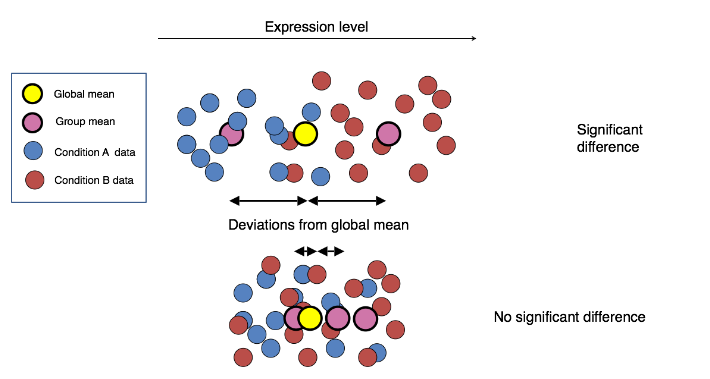 Expression level
Global mean
Group mean
Condition A data
Condition B data
Significant
difference
Deviations from global mean
No significant difference